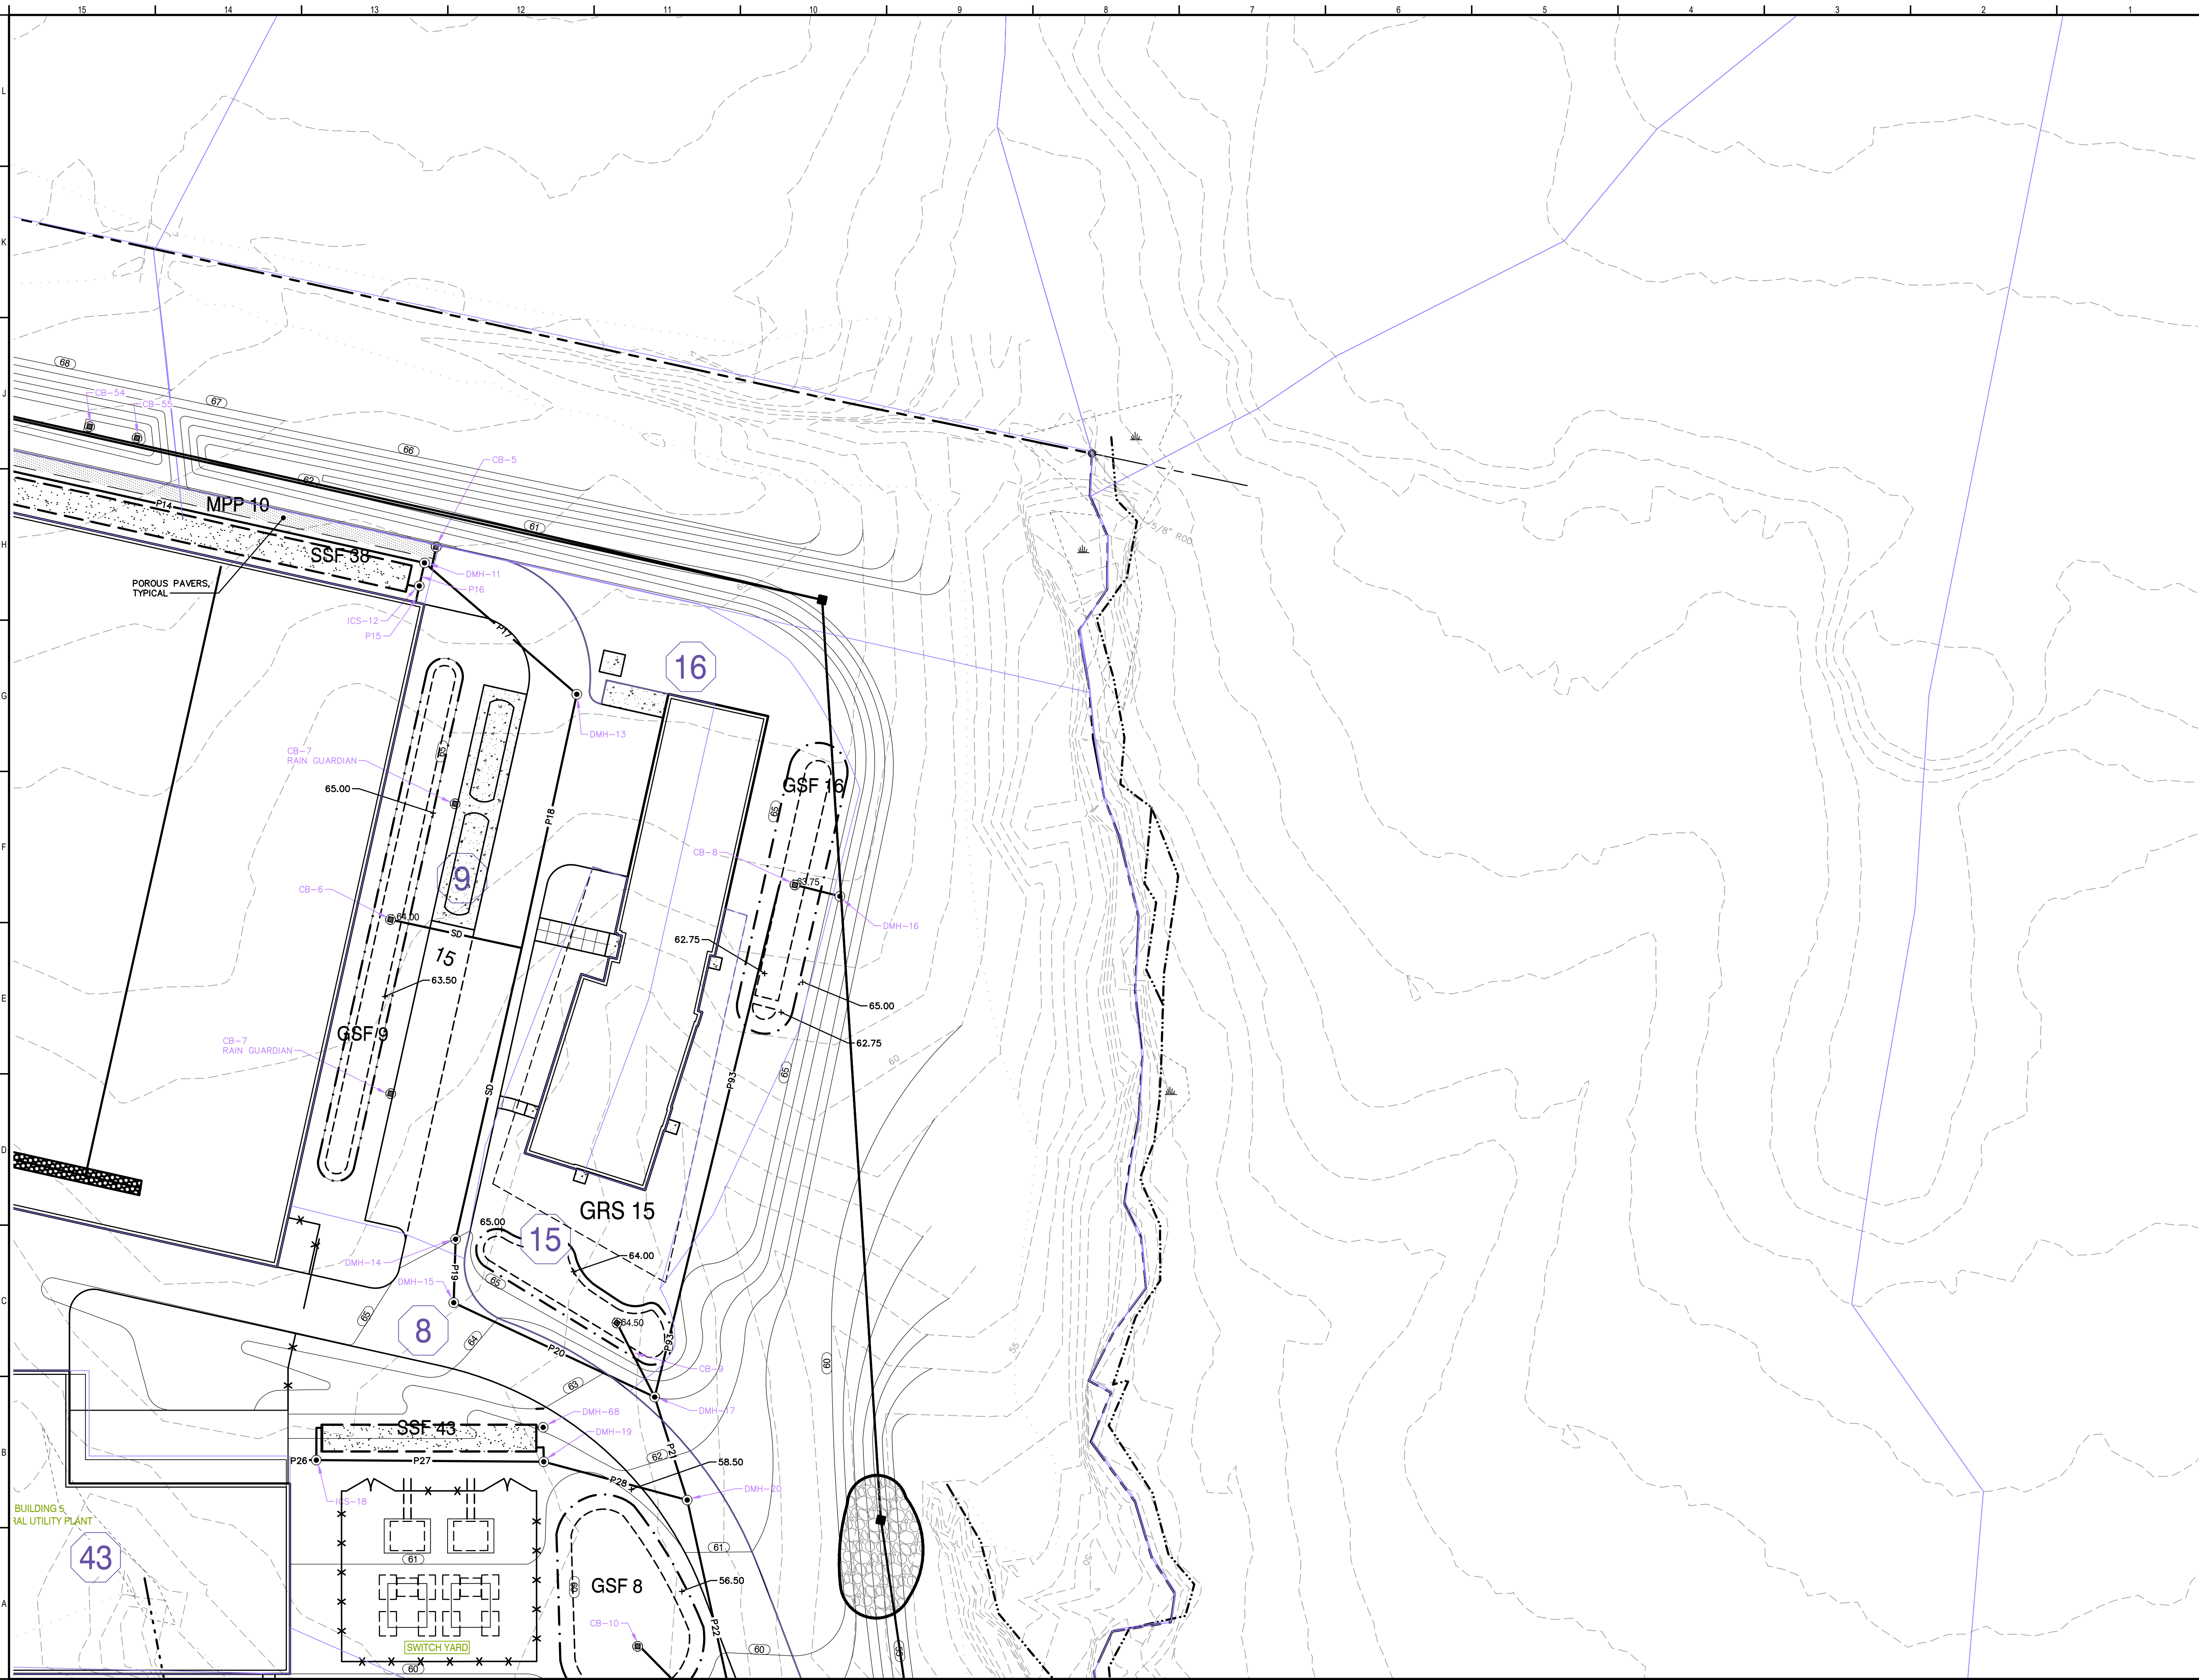 15 14 13 12 11 10 9 8 7 6 5 4 3 2 1
L
K
J
H
G
F
E
D
C
B
A
68
CB-54
CB-55
67
66
CB-5
62
MPP 10
P14
61
SSF 38
5/8" ROD
DMH-11
P16
POROUS PAVERS,
TYPICAL
ICS-12
P15
P17
16
DMH-13
CB-7
RAIN GUARDIAN
65
65.00
GSF 16
65
P18
CB-8
63.75
9
CB-6
64.00
DMH-16
SD
62.75
15
63.50
65.00
GSF 9
CB-7
RAIN GUARDIAN
62.75
60
65
P93
SD
GRS 15
65.00
15
64.00
DMH-14
P19
DMH-15
65
65
8
64
64.50
P93
P20
55
60
CB-9
63
DMH-17
DMH-68
SSF 43
DMH-19
P21
62
P26
P27
58.50
P28
ICS-18
DMH-20
BUILDING 5
RAL UTILITY PLANT
43
61
61
50
GSF 8
60
56.50
CB-10
P22
SWITCH YARD
60
60